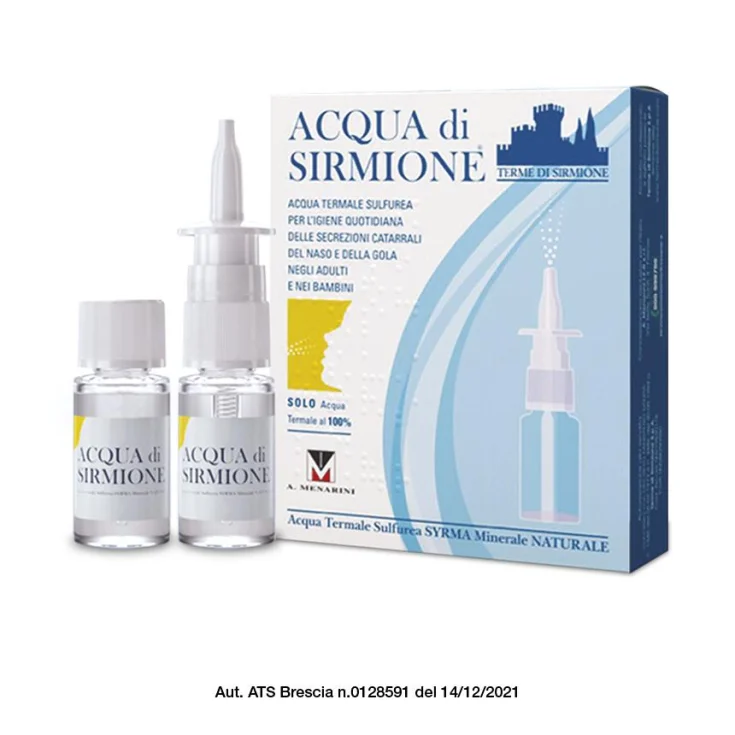 ACQUA di
SIRMIONE®
TERME DI SIRMIONE
ACQUA TERMALE SULFUREA
PER L'IGIENE QUOTIDIANA
DELLE SECREZIONI CATARRALI
DEL NASO E DELLA GOLA
NEGLI ADULTI
E NEI BAMBINI
SOLO Acqua
Termale al 100%
A. MENARINI
Acqua Termale Sulfurea SYRMA Minerale NATURALE
ACQUA di
SIRMIONE
ACQUA di
SIRMIONE
Aut. ATS Brescia n.0128591 del 14/12/2021